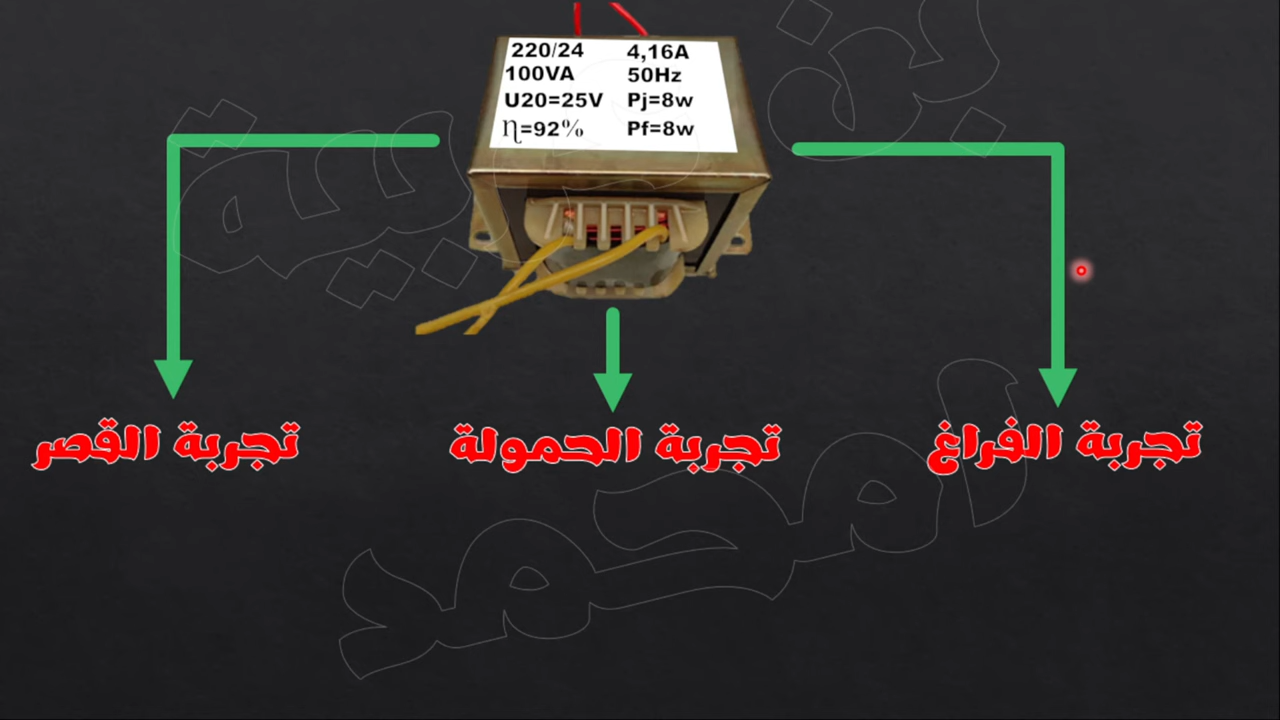 220/24 4,16A
100VA 50Hz
U20=25V Pj=8w
η=92% Pf=8w
تجربة الفراغ
تجربة الحمولة
تجربة القصر